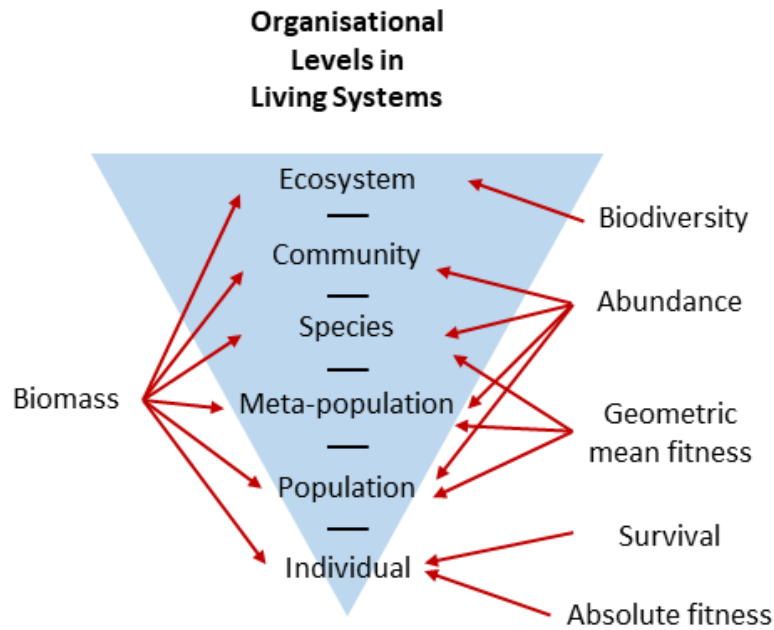 Organisational
Levels in
Living Systems
Ecosystem
Biodiversity
Community
Abundance
Species
Biomass
Meta-population
Geometric
mean fitness
Population
Survival
Individual
Absolute fitness